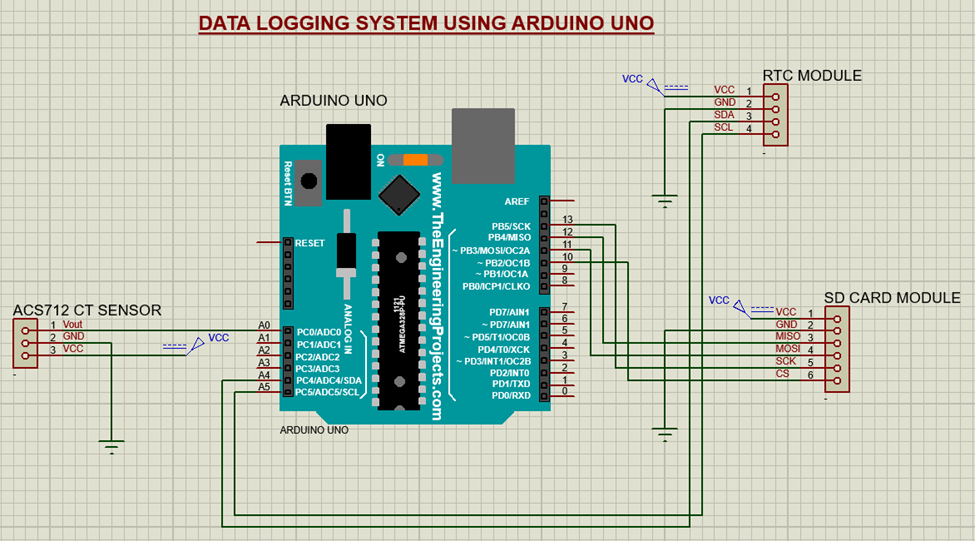 DATA LOGGING SYSTEM USING ARDUINO UNO
ARDUINO UNO
Reset BTN
ON
www.TheEngineeringProjects.com
RESET
ANALOG IN
1121
ATMEGA328P-PU
AREF
PB5/SCK 13
PB4/MISO 12
~ PB3/MOSI/OC2A 11
~ PB2/OC1B 10
~ PB1/OC1A 9
PB0/ICP1/CLKO 8
PD7/AIN1 7
~ PD7/AIN1 6
~ PD5/T1/OC0B 5
PD4/T0/XCK 4
~ PD3/INT1/OC2B 3
PD2/INT0 2
PD1/TXD 1
PD0/RXD 0
A0 PC0/ADC0
A1 PC1/ADC1
A2 PC2/ADC2
A3 PC3/ADC3
A4 PC4/ADC4/SDA
A5 PC5/ADC5/SCL
ARDUINO UNO
ACS712 CT SENSOR
1 Vout
2 GND
3 VCC
VCC
RTC MODULE
VCC
VCC 1
GND 2
SDA 3
SCL 4
SD CARD MODULE
VCC
VCC 1
GND 2
MISO 3
MOSI 4
SCK 5
CS 6